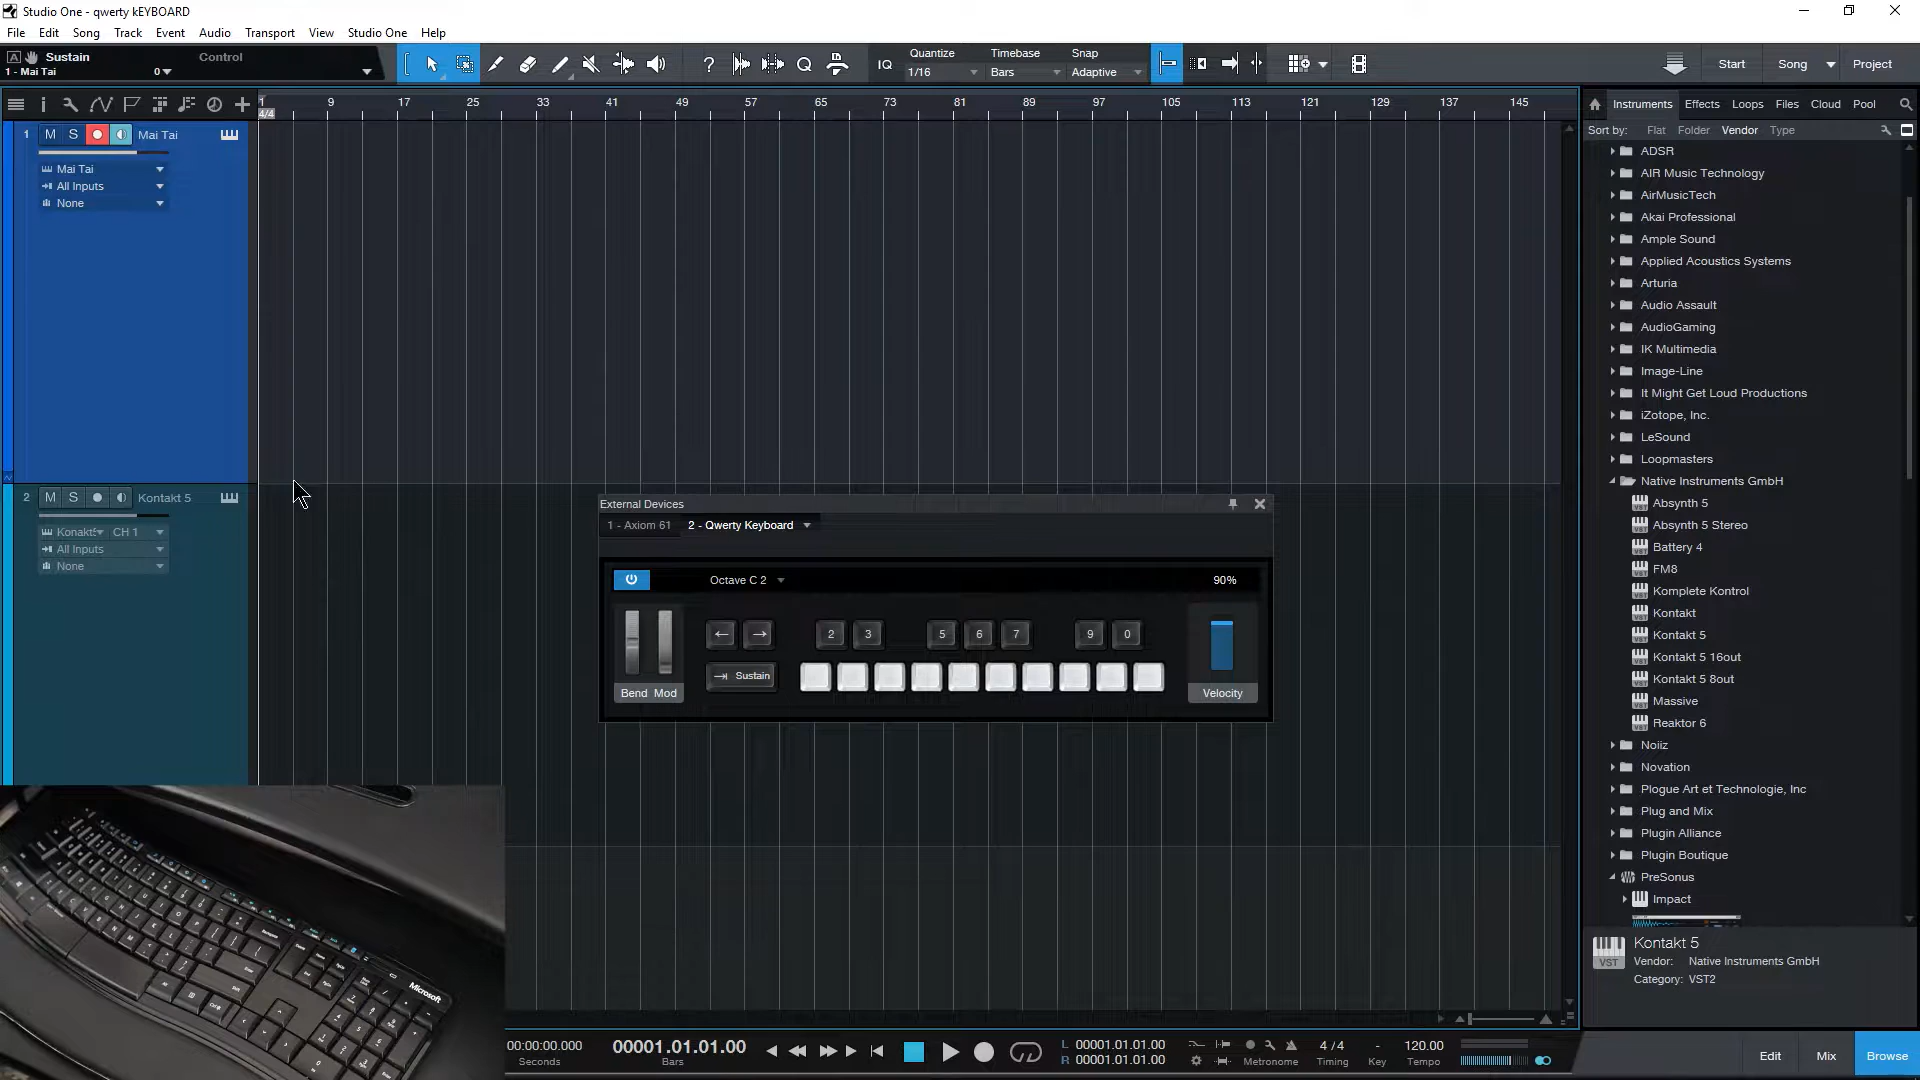 Studio One - qwerty kEYBOARD
File Edit Song Track Event Audio Transport View Studio One Help
A Sustain Control
1 - Mai Tai 0
IQ
Quantize 1/16
Timebase Bars
Snap Adaptive
Start Song Project
1 9 17 25 33 41 49 57 65 73 81 89 97 105 113 121 129 137 145
4/4
1 M S Mai Tai
Mai Tai
All Inputs
None
2 M S Kontakt 5
CH 1
All Inputs
None
External Devices
1 - Axiom 61 2 - Qwerty Keyboard
Octave C 2 90%
← → 2 3 5 6 7 9 0
Sustain
Bend Mod Velocity
Instruments Effects Loops Files Cloud Pool
Sort by: Flat Folder Vendor Type
ADSR
AIR Music Technology
AirMusicTech
Akai Professional
Ample Sound
Applied Acoustics Systems
Arturia
Audio Assault
AudioGaming
IK Multimedia
Image-Line
It Might Get Loud Productions
iZotope, Inc.
LeSound
Loopmasters
Native Instruments GmbH
Absynth 5
Absynth 5 Stereo
Battery 4
FM8
Komplete Kontrol
Kontakt
Kontakt 5
Kontakt 5 16out
Kontakt 5 8out
Massive
Reaktor 6
Noiiz
Novation
Plogue Art et Technologie, Inc
Plug and Mix
Plugin Alliance
Plugin Boutique
PreSonus
Impact
Kontakt 5
Vendor: Native Instruments GmbH
Category: VST2
VST
Microsoft
00:00:00.000
Seconds
00001.01.01.00
Bars
L 00001.01.01.00
R 00001.01.01.00
Metronome
4 / 4
Timing
-
Key
120.00
Tempo
Edit Mix Browse